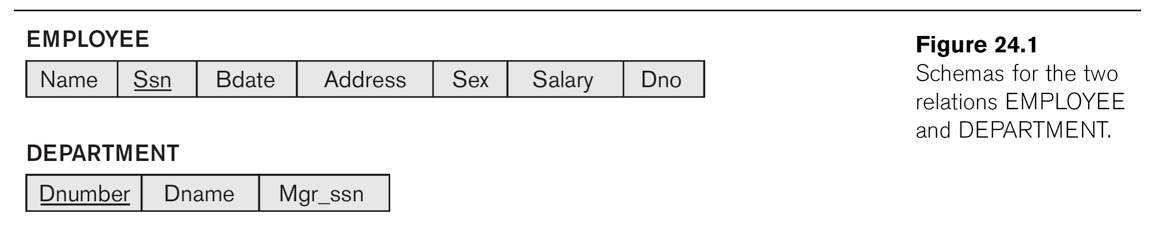 EMPLOYEE
Name Ssn Bdate Address Sex Salary Dno
DEPARTMENT
Dnumber Dname Mgr_ssn
Figure 24.1
Schemas for the two
relations EMPLOYEE
and DEPARTMENT.